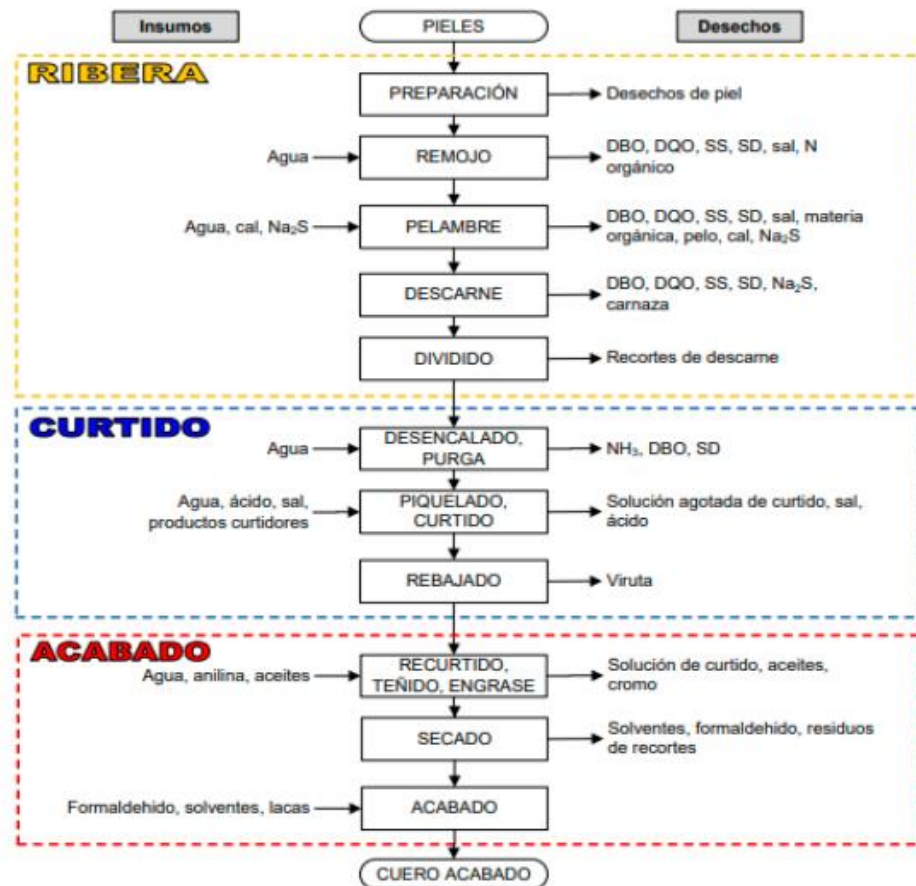 Insumos
PIELES
Desechos
RIBERA
PREPARACIÓN
Desechos de piel
Agua
REMOJO
DBO, DQO, SS, SD, sal, N
orgánico
Agua, cal, Na₂S
PELAMBRE
DBO, DQO, SS, SD, sal, materia
orgánica, pelo, cal, Na₂S
DESCARNE
DBO, DQO, SS, SD, Na₂S,
carnaza
DIVIDIDO
Recortes de descarne
CURTIDO
Agua
DESENCALADO,
PURGA
NH₃, DBO, SD
Agua, ácido, sal,
productos curtidores
PIQUELADO,
CURTIDO
Solución agotada de curtido, sal,
ácido
REBAJADO
Viruta
ACABADO
Agua, anilina, aceites
RECURTIDO,
TEÑIDO, ENGRASE
Solución de curtido, aceites,
cromo
SECADO
Solventes, formaldehido, residuos
de recortes
Formaldehido, solventes, lacas
ACABADO
CUERO ACABADO